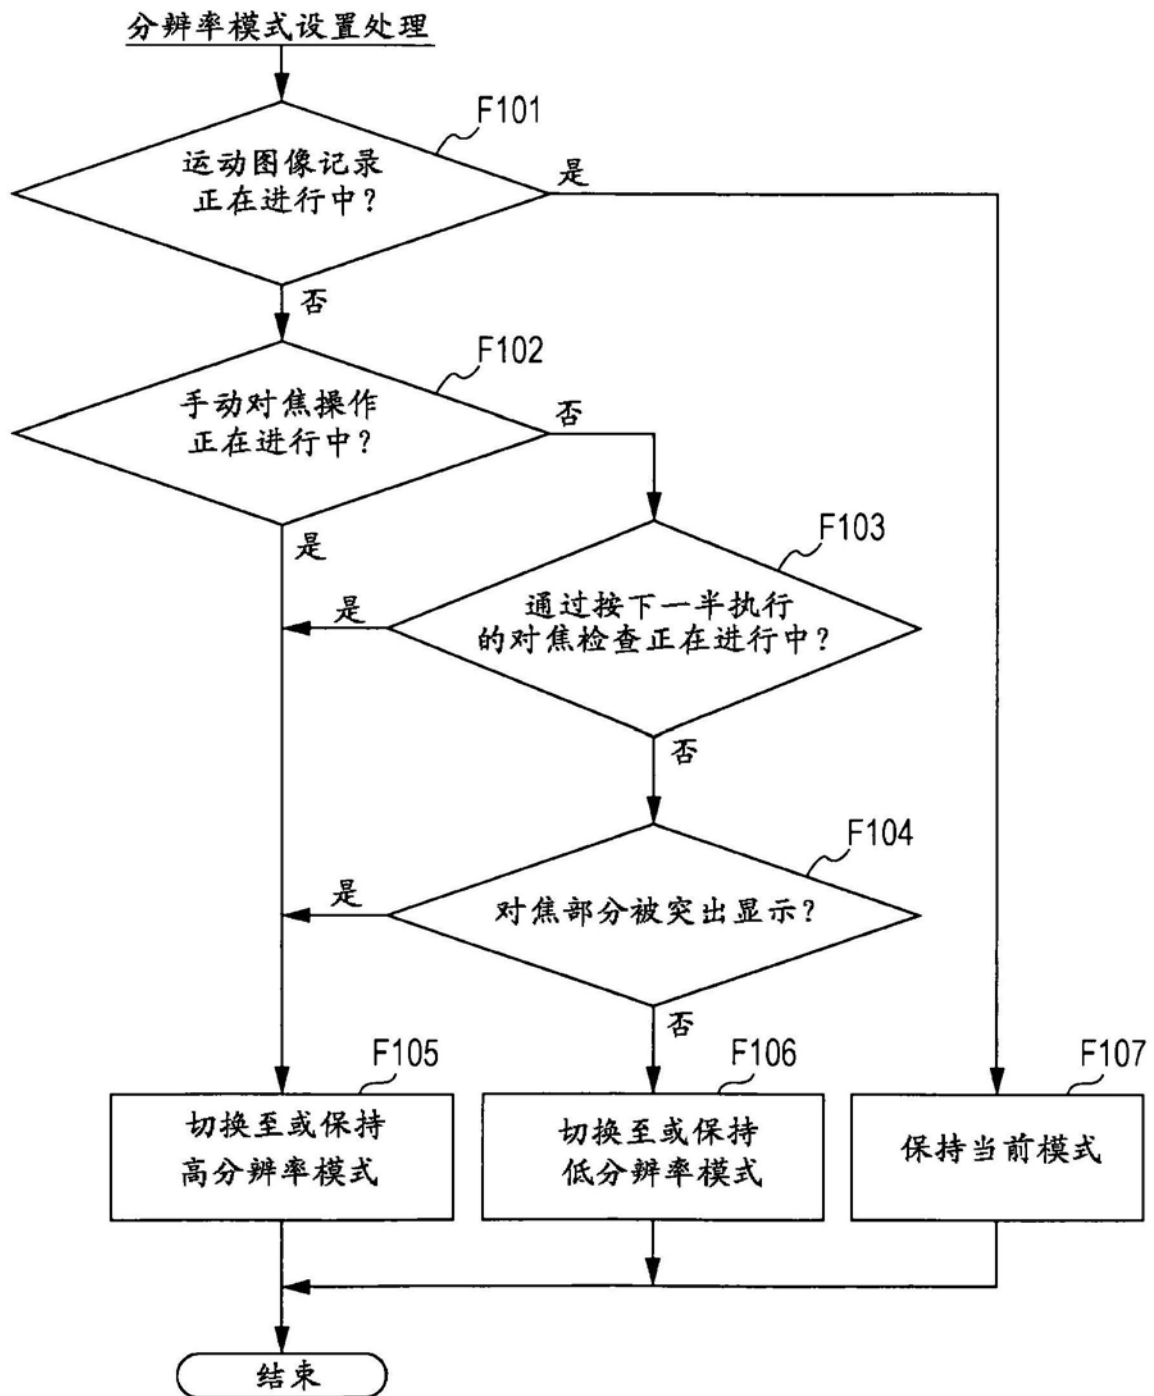 分辨率模式设置处理
F101
运动图像记录
正在进行中?
是
否
F102
手动对焦操作
正在进行中?
否
是
F103
通过按下一半执行
的对焦检查正在进行中?
是
否
F104
对焦部分被突出显示?
是
否
F105
切换至或保持
高分辨率模式
F106
切换至或保持
低分辨率模式
F107
保持当前模式
结束